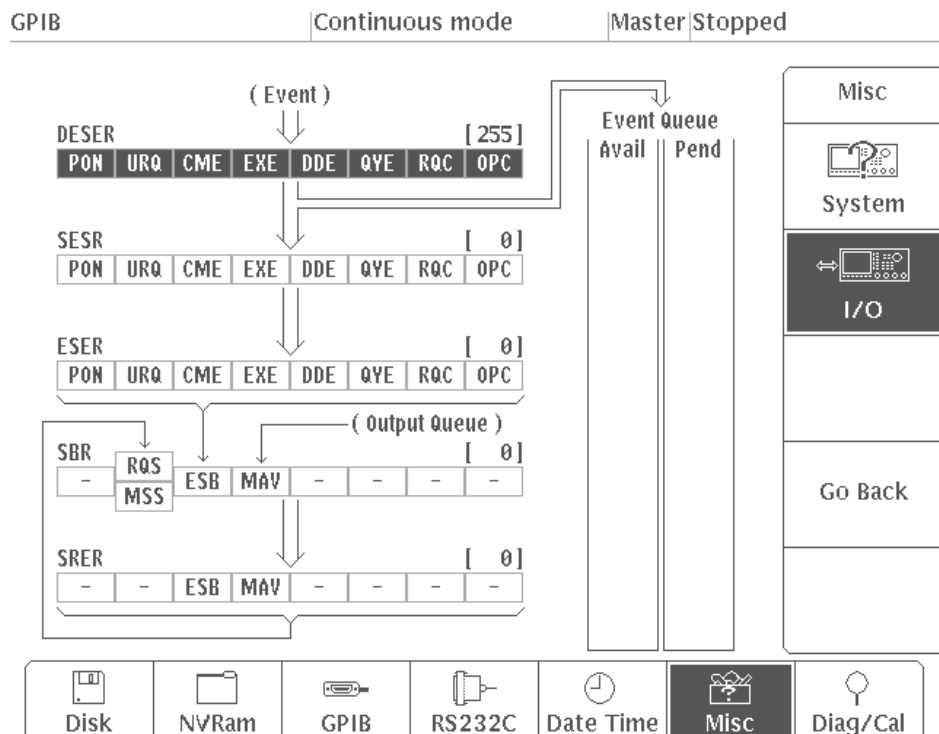 GPIB Continuous mode Master Stopped
( Event )
DESER [ 255 ]
PON URQ CME EXE DDE QYE RQC OPC
SESR [ 0 ]
PON URQ CME EXE DDE QYE RQC OPC
ESER [ 0 ]
PON URQ CME EXE DDE QYE RQC OPC
( Output Queue )
SBR [ 0 ]
- RQS ESB MAV - - - -
MSS
SRER [ 0 ]
- - ESB MAV - - - -
Event Queue
Avail Pend
Misc
? System
I/O
Go Back
Disk NVRam GPIB RS232C Date Time ? Misc Diag/Cal